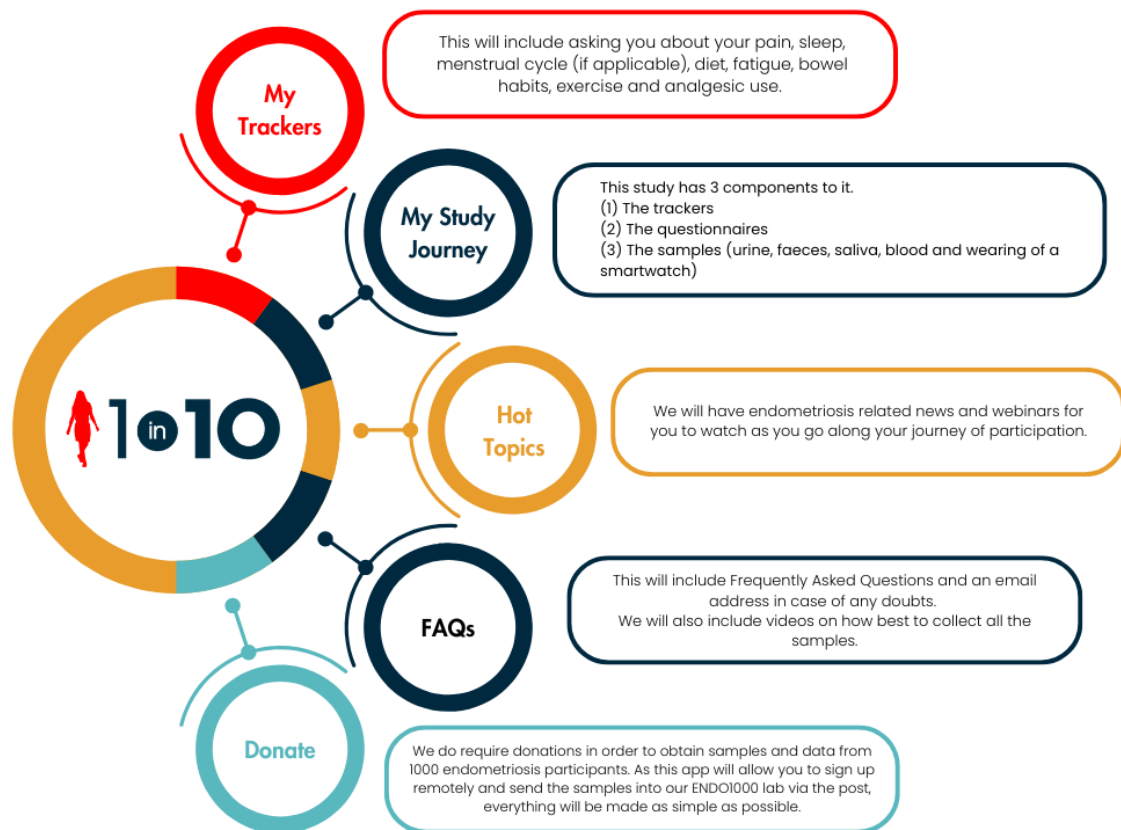 My
Trackers
This will include asking you about your pain, sleep,
menstrual cycle (if applicable), diet, fatigue, bowel
habits, exercise and analgesic use.
My Study
Journey
This study has 3 components to it.
(1) The trackers
(2) The questionnaires
(3) The samples (urine, faeces, saliva, blood and wearing of a
smartwatch)
1 in 10
Hot
Topics
We will have endometriosis related news and webinars for
you to watch as you go along your journey of participation.
FAQs
This will include Frequently Asked Questions and an email
address in case of any doubts.
We will also include videos on how best to collect all the
samples.
Donate
We do require donations in order to obtain samples and data from
1000 endometriosis participants. As this app will allow you to sign up
remotely and send the samples into our ENDO1000 lab via the post,
everything will be made as simple as possible.